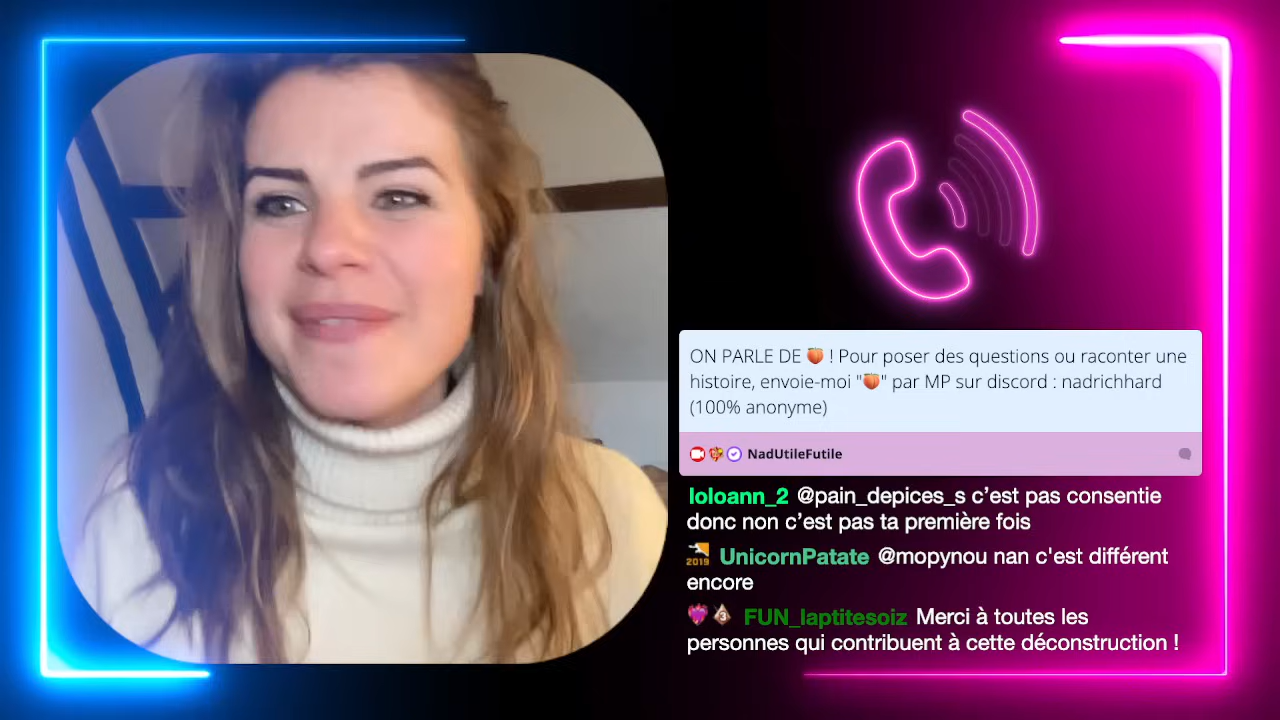 ON PARLE DE 🍑 ! Pour poser des questions ou raconter une
histoire, envoie-moi "🍑" par MP sur discord : nadrichhard
(100% anonyme)
NadUtileFutile
loloann_2 @pain_depices_s c’est pas consentie
donc non c’est pas ta première fois
2019 UnicornPatate @mopynou nan c'est différent
encore
3 FUN_laptitesoiz Merci à toutes les
personnes qui contribuent à cette déconstruction !